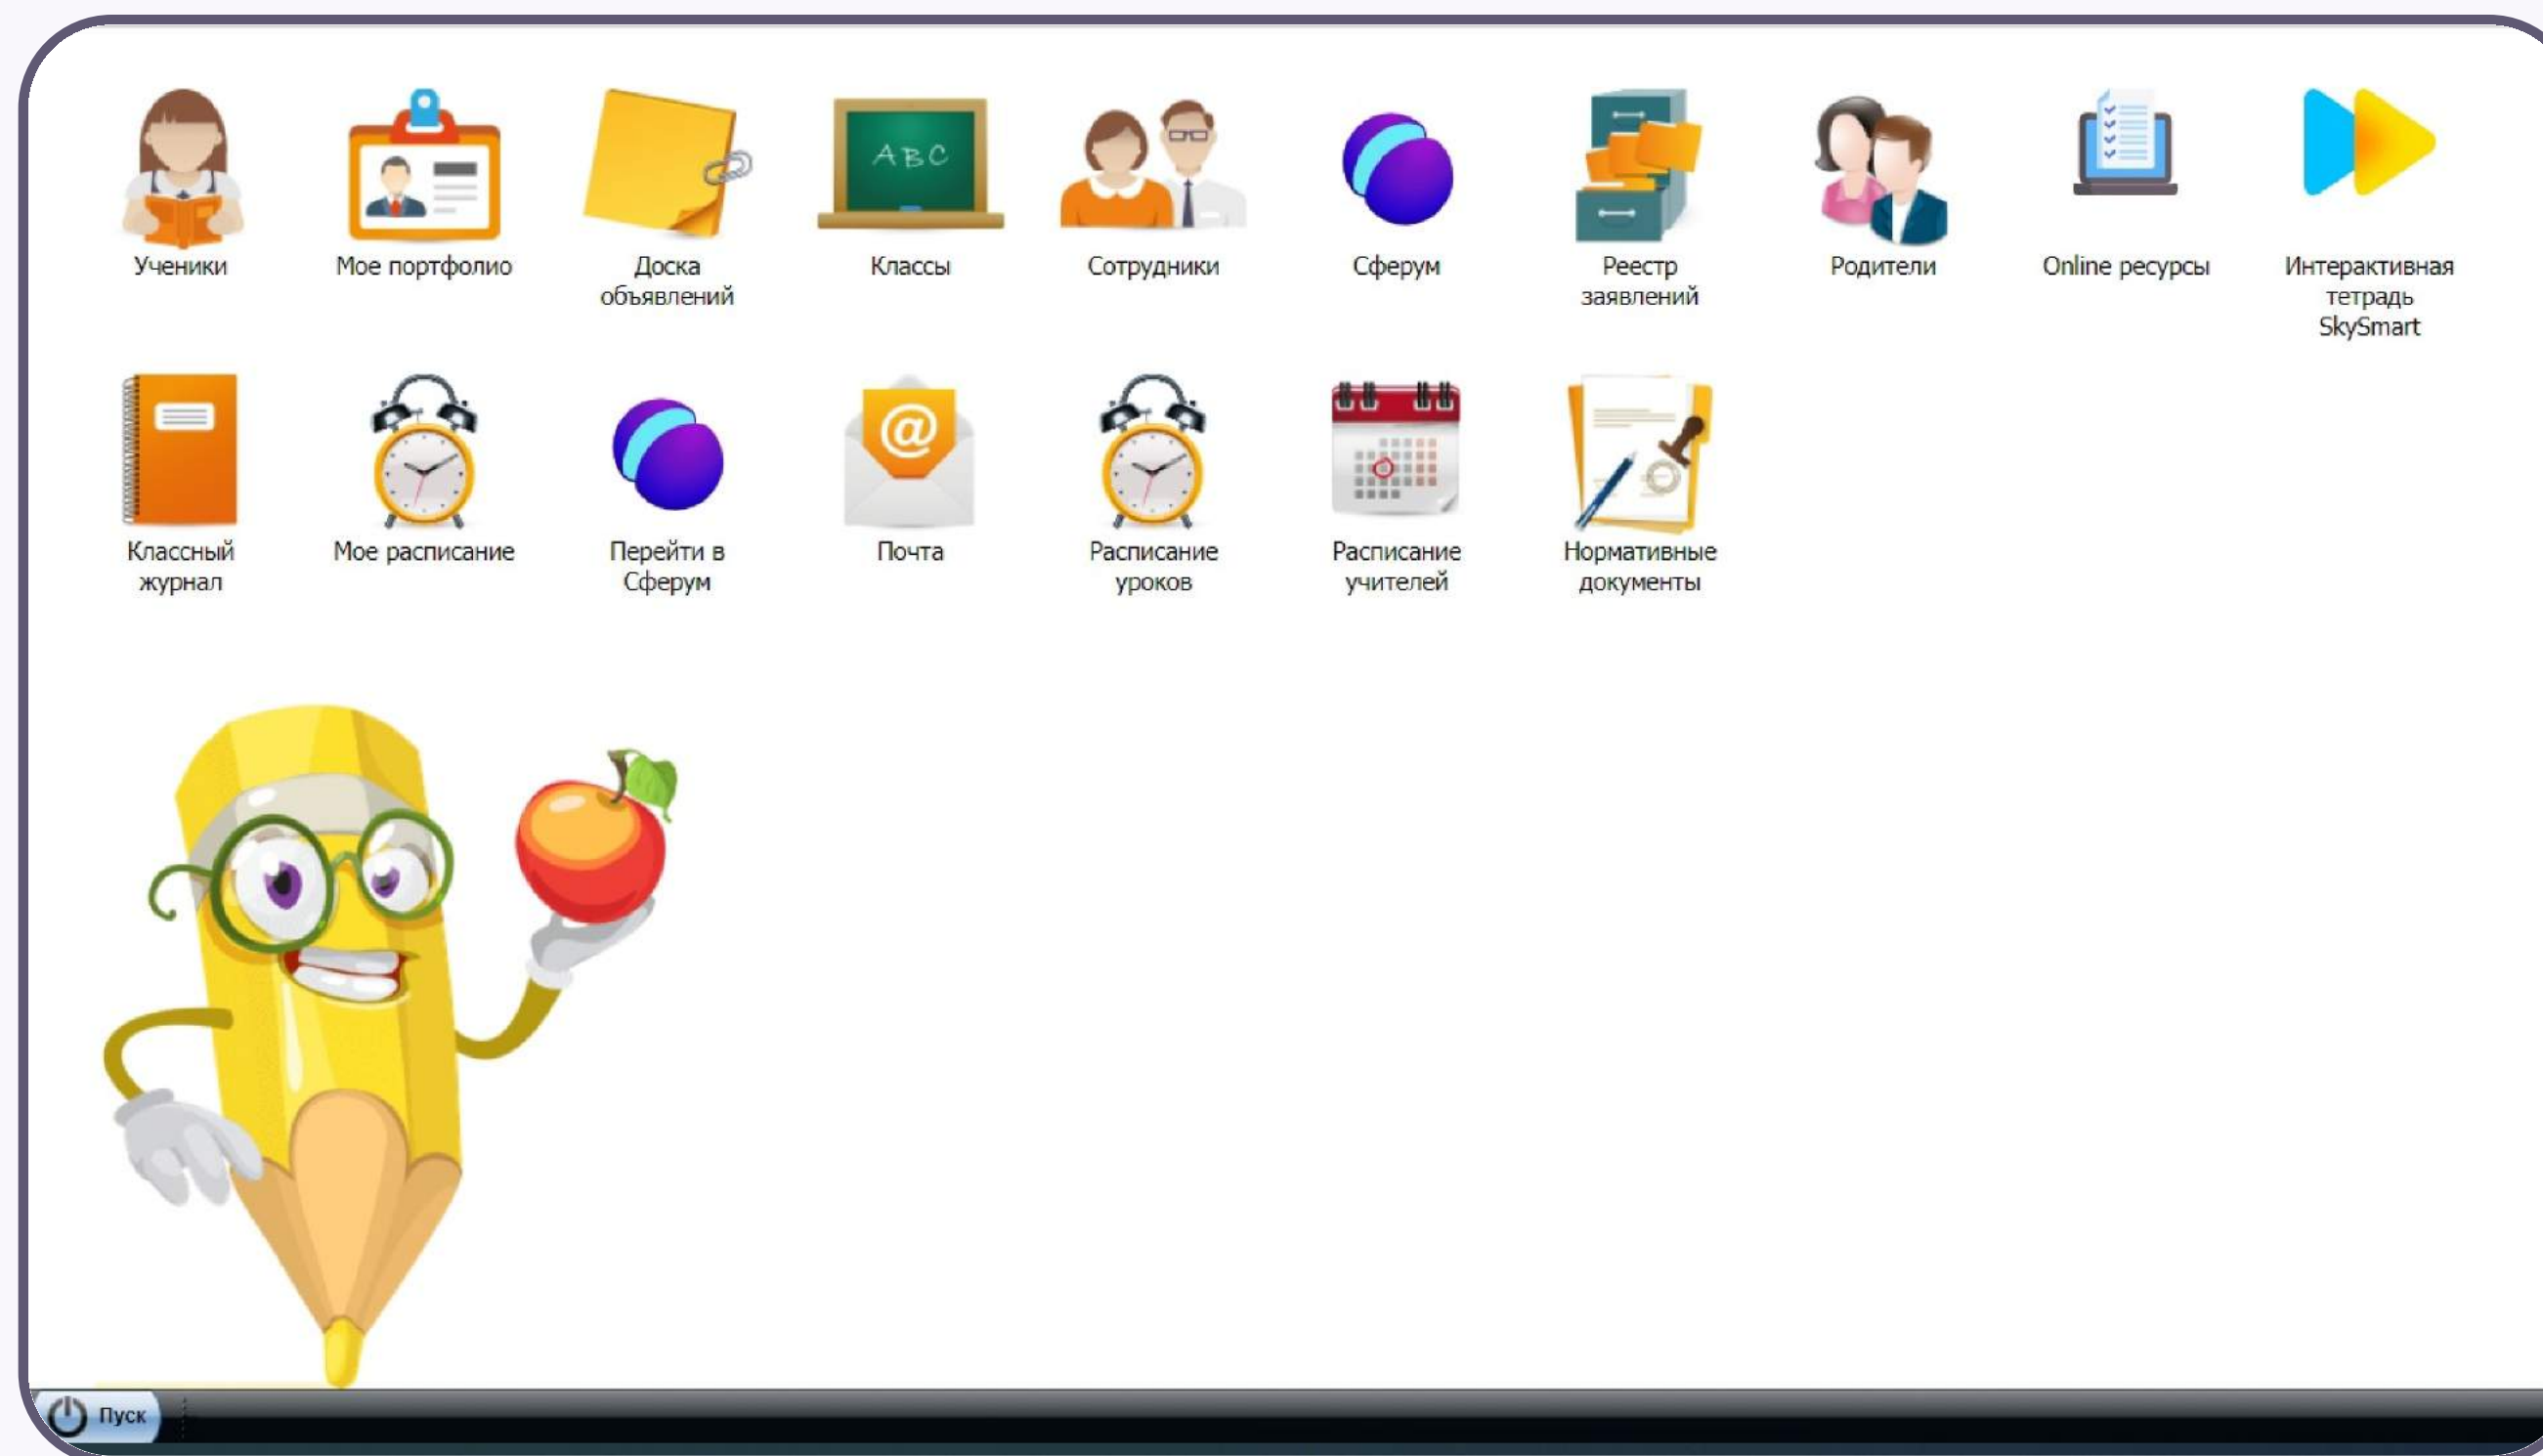 Ученики
Мое портфолио
Доска
объявлений
ABC
Классы
Сотрудники
Сферум
Реестр
заявлений
Родители
Online ресурсы
Интерактивная
тетрадь
SkySmart
Классный
журнал
Мое расписание
Перейти в
Сферум
@
Почта
Расписание
уроков
Расписание
учителей
Нормативные
документы
Пуск